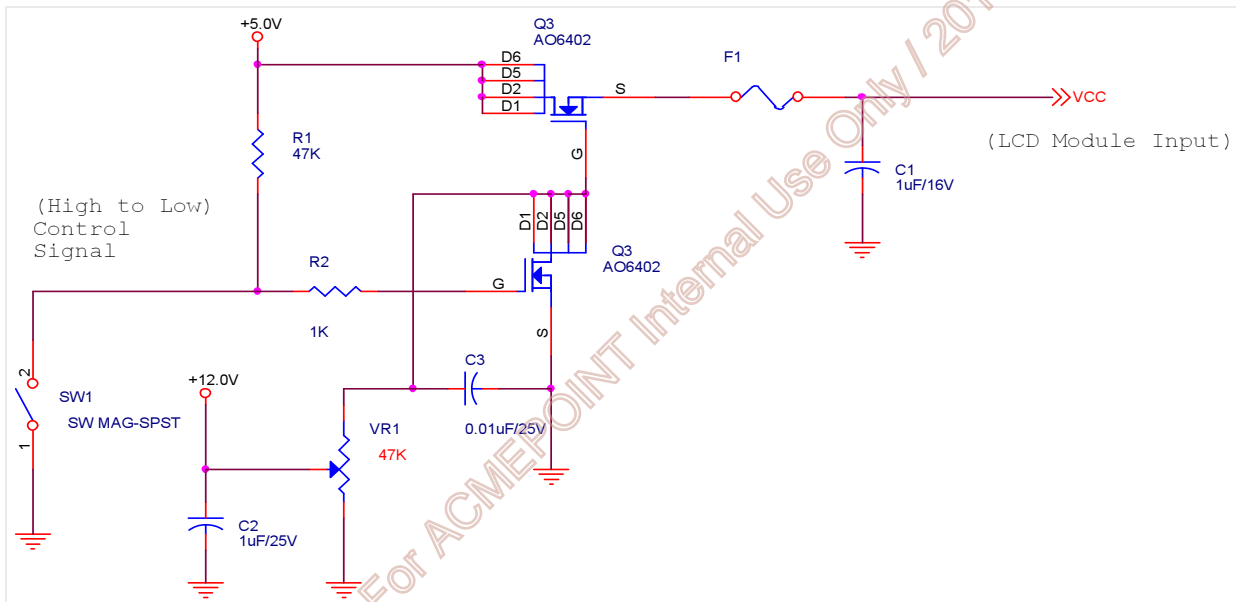 +5.0V
Q3
AO6402
F1
D6
D5
D2
D1
S
G
VCC
(LCD Module Input)
R1
47K
C1
1uF/16V
(High to Low)
Control
Signal
D1
D2
D5
D6
Q3
AO6402
R2
1K
G
S
2
1
SW1
SW MAG-SPST
+12.0V
C3
0.01uF/25V
VR1
47K
C2
1uF/25V
For ACMEPOINT Internal Use Only / 201